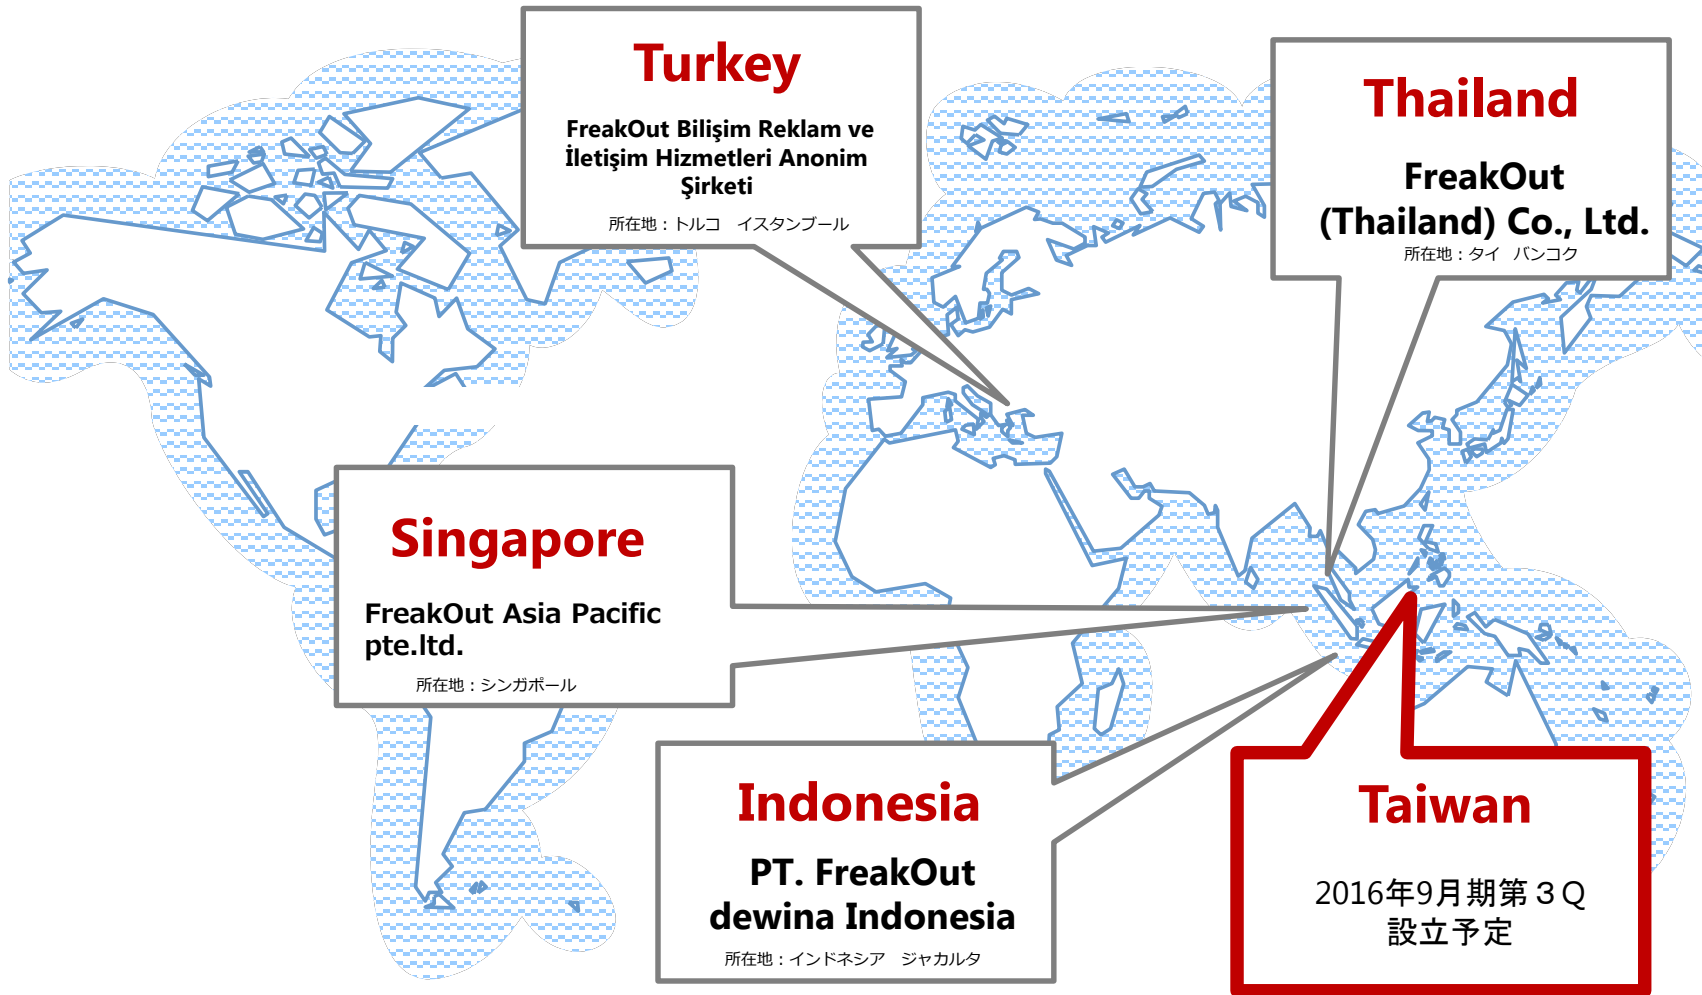 Turkey
FreakOut Bilişim Reklam ve
İletişim Hizmetleri Anonim
Şirketi
所在地：トルコ　イスタンブール
Thailand
FreakOut
(Thailand) Co., Ltd.
所在地：タイ　バンコク
Singapore
FreakOut Asia Pacific
pte.ltd.
所在地：シンガポール
Indonesia
PT. FreakOut
dewina Indonesia
所在地：インドネシア　ジャカルタ
Taiwan
2016年9月期第３Q
設立予定